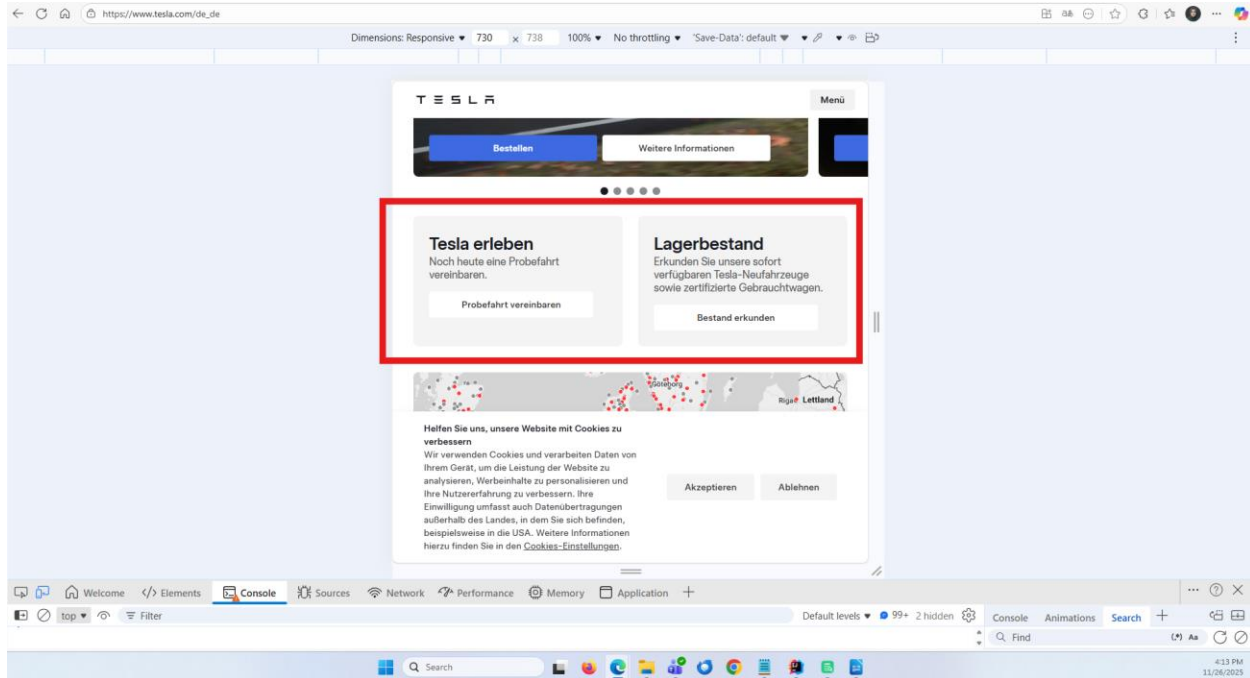 https://www.tesla.com/de_de
Dimensions: Responsive 730 x 738 100% No throttling 'Save-Data': default
TESLA Menü
Bestellen Weitere Informationen
Tesla erleben
Noch heute eine Probefahrt
vereinbaren.
Probefahrt vereinbaren
Lagerbestand
Erkunden Sie unsere sofort
verfügbaren Tesla-Neufahrzeuge
sowie zertifizierte Gebrauchtwagen.
Bestand erkunden
Göteborg
Riga Lettland
Helfen Sie uns, unsere Website mit Cookies zu
verbessern
Wir verwenden Cookies und verarbeiten Daten von
Ihrem Gerät, um die Leistung der Website zu
analysieren, Werbeinhalte zu personalisieren und
Ihre Nutzererfahrung zu verbessern. Ihre
Einwilligung umfasst auch Datenübertragungen
außerhalb des Landes, in dem Sie sich befinden,
beispielsweise in die USA. Weitere Informationen
hierzu finden Sie in den Cookies-Einstellungen.
Akzeptieren Ablehnen
Welcome Elements Console Sources Network Performance Memory Application
top Filter Default levels 99+ 2 hidden Console Animations Search
Find (.*) Aa
Search
4:13 PM
11/26/2025